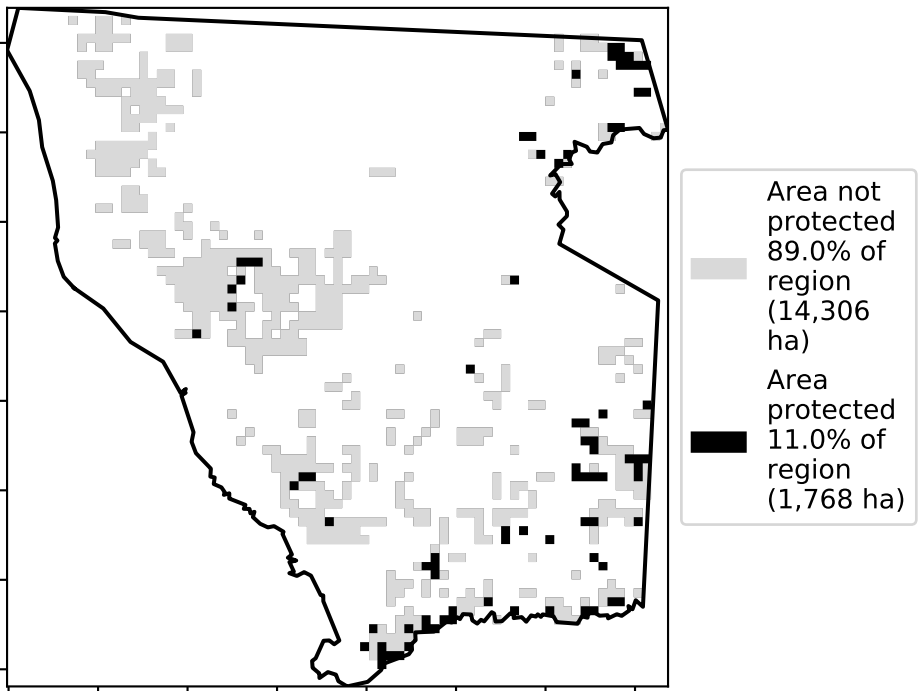 Area not
protected
89.0% of
region
(14,306
ha)
Area
protected
11.0% of
region
(1,768 ha)